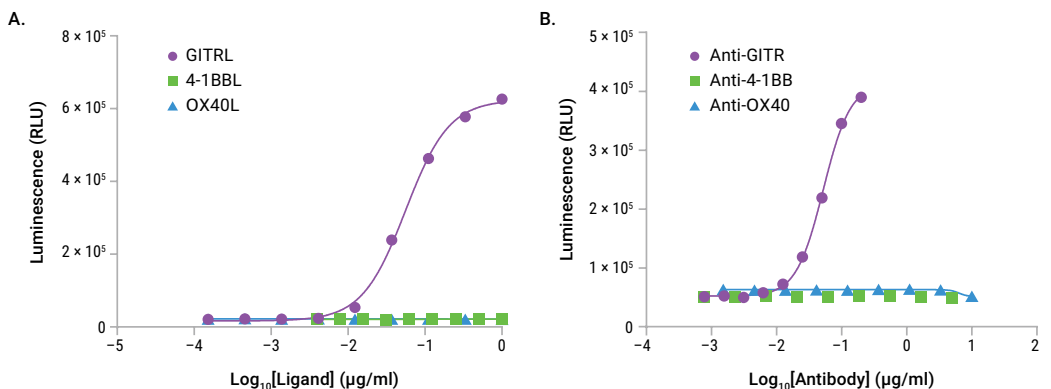 A.
8 × 10⁵
6 × 10⁵
4 × 10⁵
2 × 10⁵
0
Luminescence (RLU)
GITRL
4-1BBL
OX40L
−5
−4
−3
−2
−1
0
Log₁₀[Ligand] (µg/ml)
B.
5 × 10⁵
4 × 10⁵
3 × 10⁵
2 × 10⁵
1 × 10⁵
0
Luminescence (RLU)
Anti-GITR
Anti-4-1BB
Anti-OX40
−4
−3
−2
−1
0
1
2
Log₁₀[Antibody] (µg/ml)